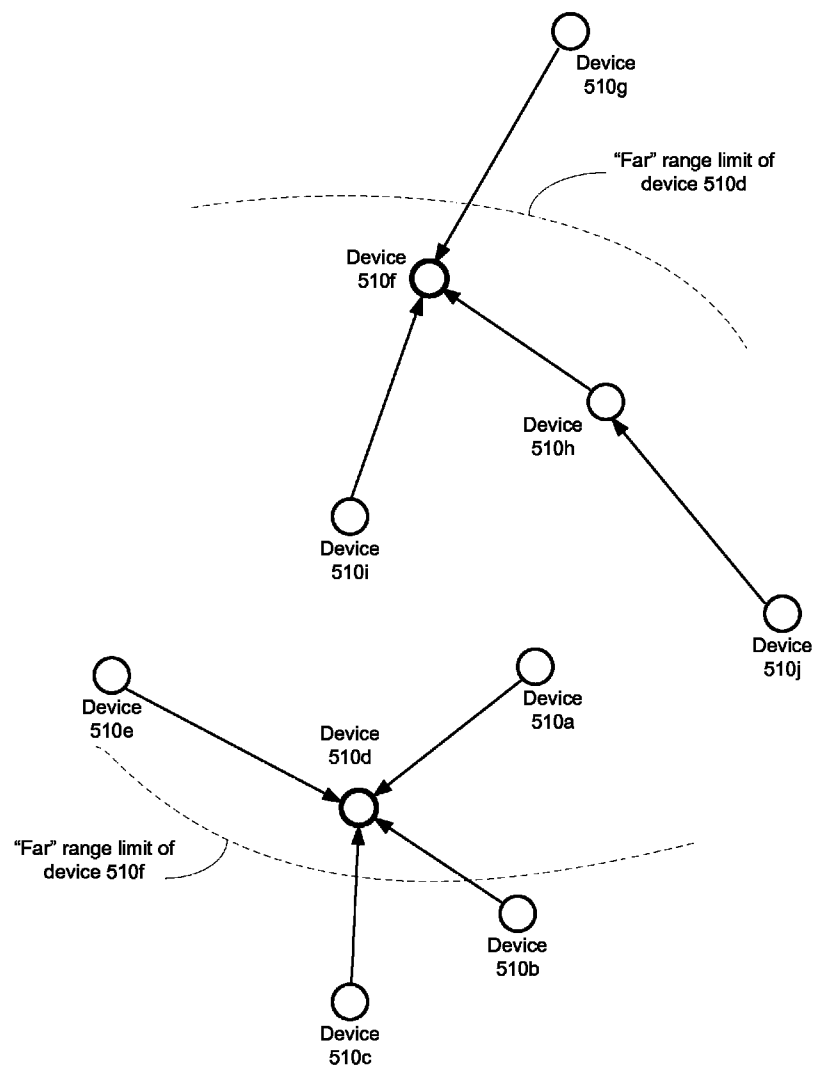 Device
510g
“Far” range limit of
device 510d
Device
510f
Device
510h
Device
510i
Device
510j
Device
510e
Device
510a
Device
510d
“Far” range limit of
device 510f
Device
510b
Device
510c